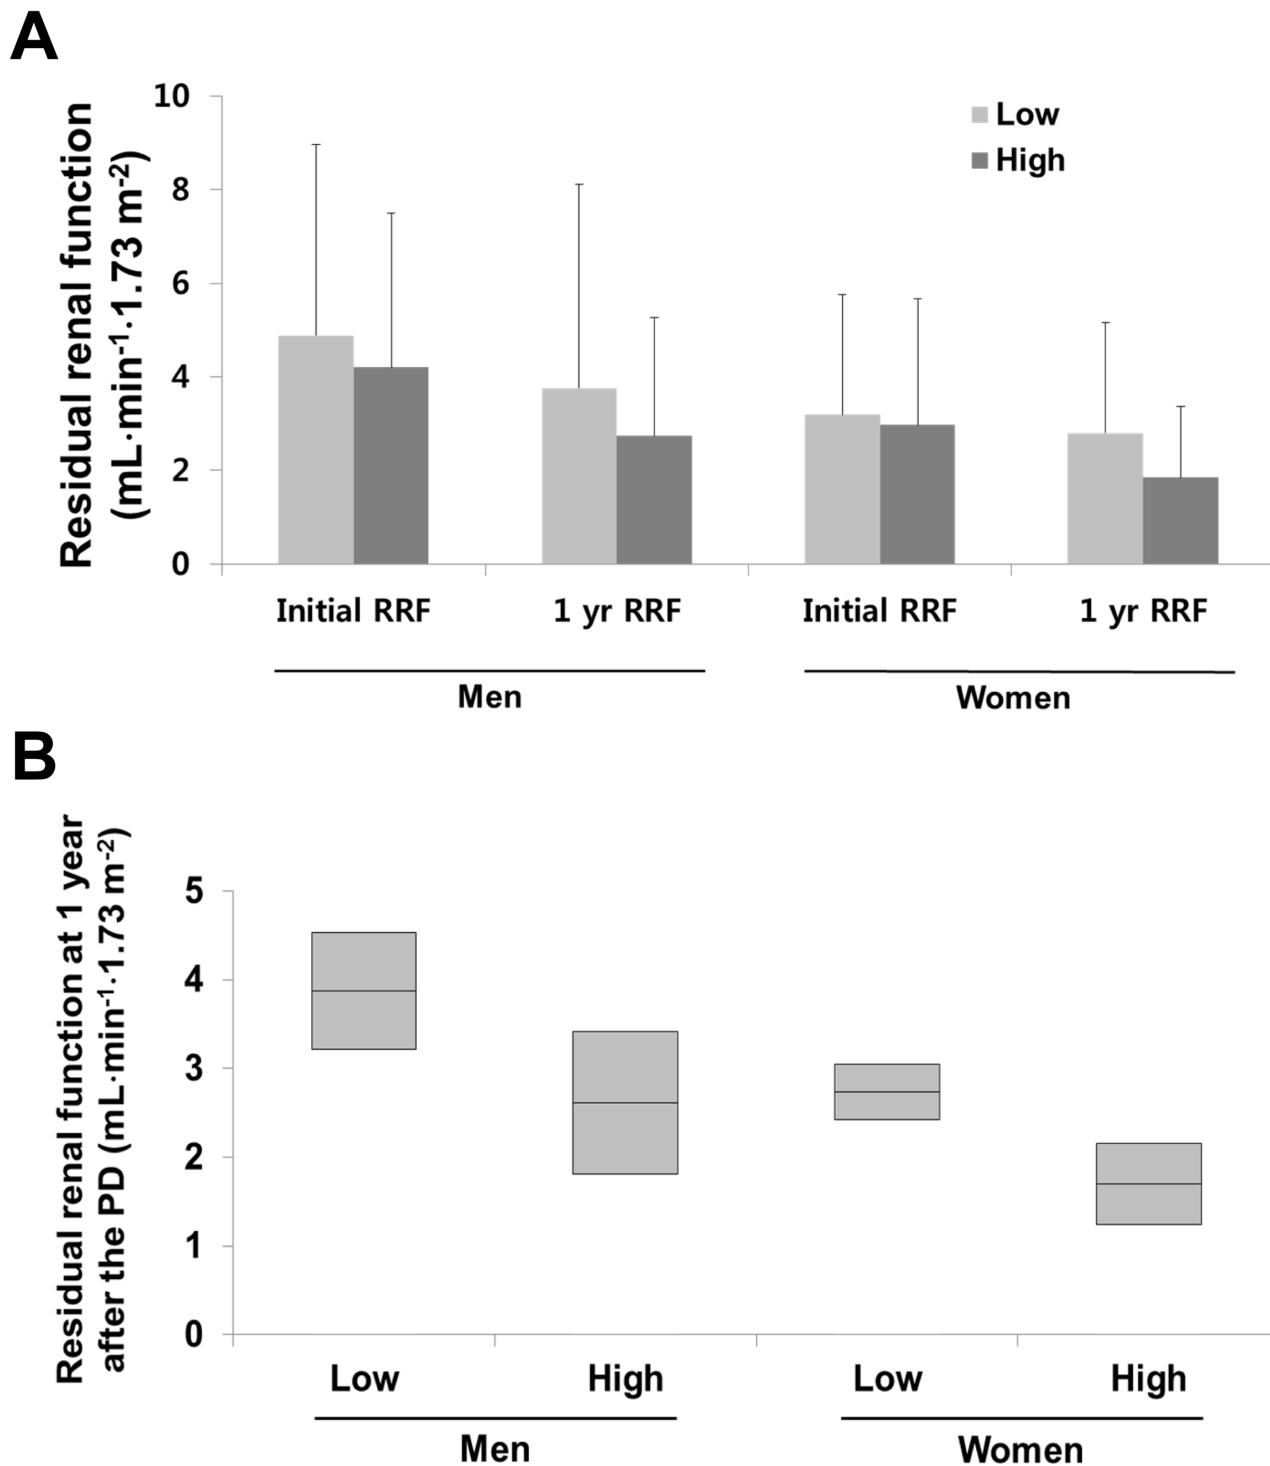 A
Residual renal function
(mL·min⁻¹·1.73 m⁻²)
10
8
6
4
2
0
Low
High
Initial RRF 1 yr RRF Initial RRF 1 yr RRF
Men Women
B
Residual renal function at 1 year
after the PD (mL·min⁻¹·1.73 m⁻²)
5
4
3
2
1
0
Low High Low High
Men Women